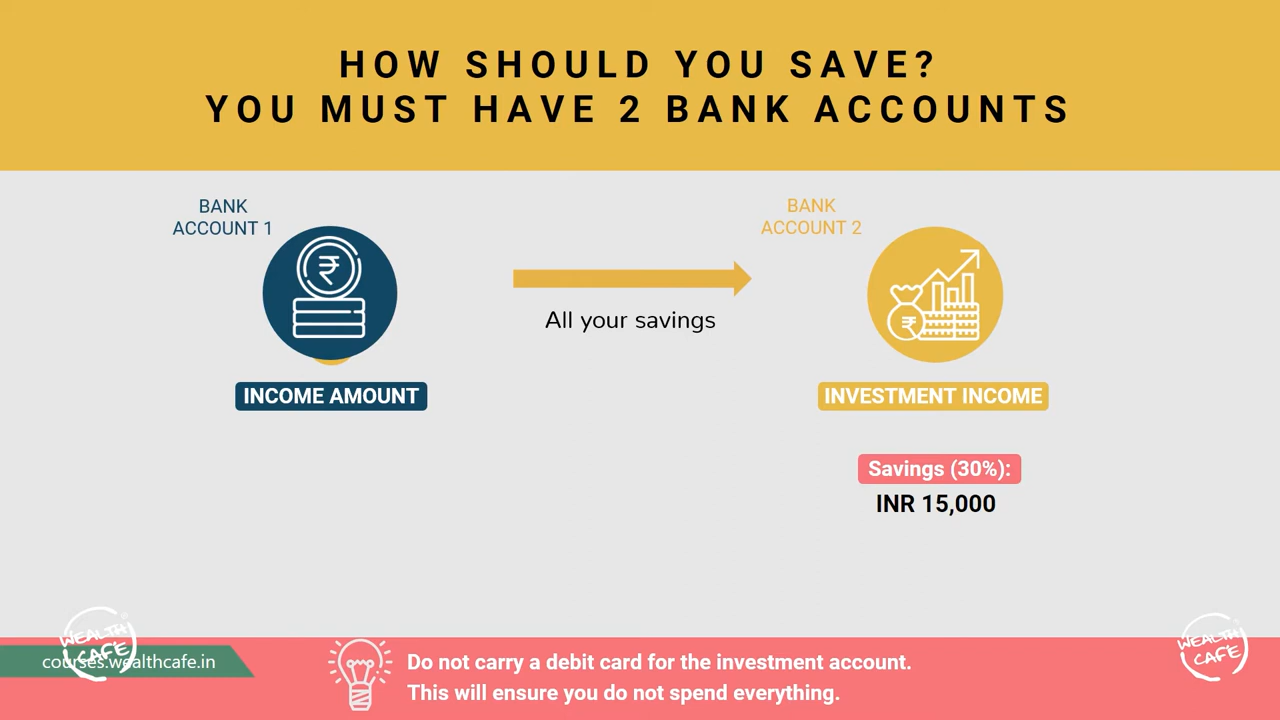 HOW SHOULD YOU SAVE?
YOU MUST HAVE 2 BANK ACCOUNTS
BANK
ACCOUNT 1
BANK
ACCOUNT 2
All your savings
INCOME AMOUNT
INVESTMENT INCOME
Savings (30%):
INR 15,000
WEALTH
CAFE
courses.wealthcafe.in
Do not carry a debit card for the investment account.
This will ensure you do not spend everything.
WEALTH
CAFE